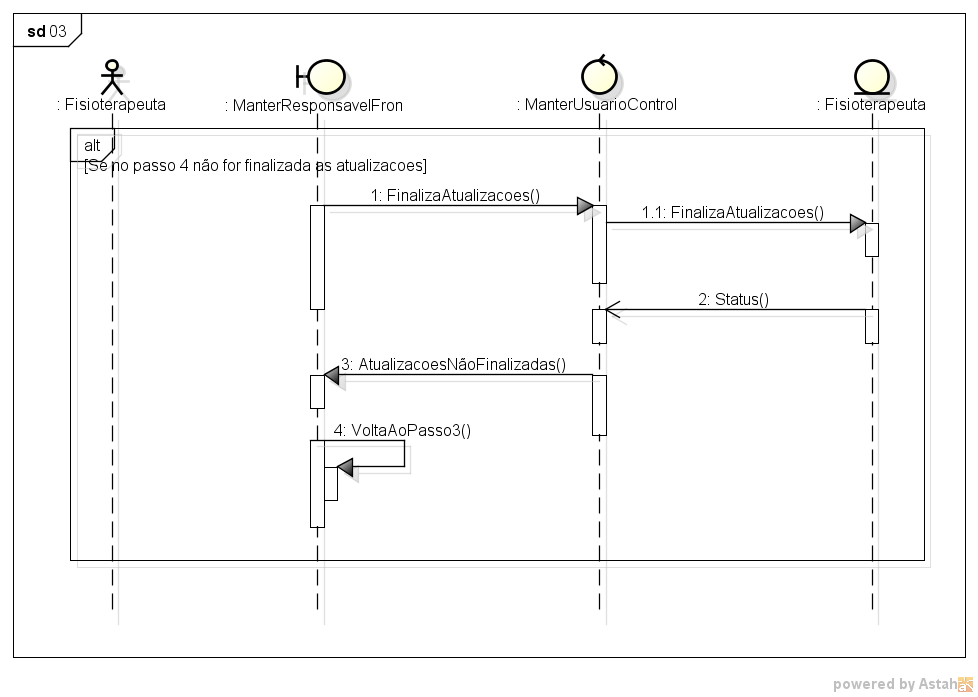 sd 03
: Fisioterapeuta
: ManterResponsavelFron
: ManterUsuarioControl
: Fisioterapeuta
alt
[Se no passo 4 não for finalizada as atualizacoes]
1: FinalizaAtualizacoes()
1.1: FinalizaAtualizacoes()
2: Status()
3: AtualizacoesNãoFinalizadas()
4: VoltaAoPasso3()
powered by Astah